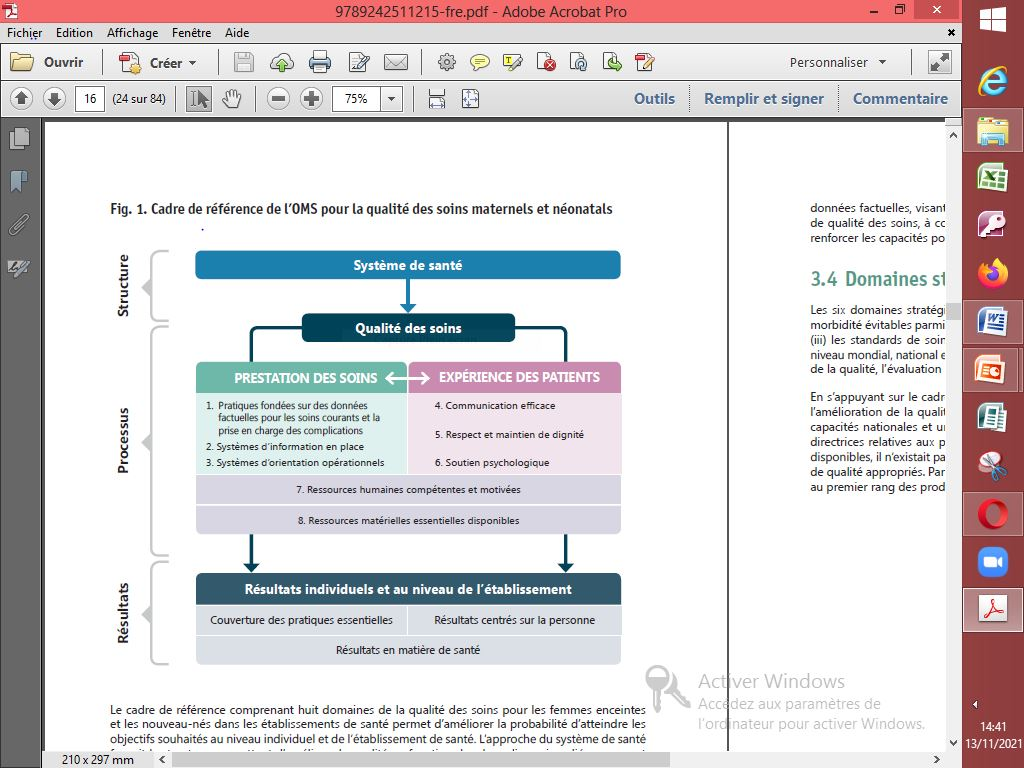 9789242511215-fre.pdf - Adobe Acrobat Pro
Fichier Edition Affichage Fenêtre Aide
Ouvrir Créer Personnaliser
16 (24 sur 84) 75% Outils Remplir et signer Commentaire
Fig. 1. Cadre de référence de l'OMS pour la qualité des soins maternels et néonatals
Structure
Système de santé
Processus
Qualité des soins
PRESTATION DES SOINS
1. Pratiques fondées sur des données
factuelles pour les soins courants et la
prise en charge des complications
2. Systèmes d'information en place
3. Systèmes d'orientation opérationnels
EXPÉRIENCE DES PATIENTS
4. Communication efficace
5. Respect et maintien de dignité
6. Soutien psychologique
7. Ressources humaines compétentes et motivées
8. Ressources matérielles essentielles disponibles
Résultats
Résultats individuels et au niveau de l'établissement
Couverture des pratiques essentielles
Résultats centrés sur la personne
Résultats en matière de santé
Le cadre de référence comprenant huit domaines de la qualité des soins pour les femmes enceintes
et les nouveau-nés dans les établissements de santé permet d'améliorer la probabilité d'atteindre les
objectifs souhaités au niveau individuel et de l'établissement de santé. L'approche du système de santé
données factuelles, visant
de qualité des soins, à co
renforcer les capacités po
3.4 Domaines st
Les six domaines stratégi
morbidité évitables parmi
(iii) les standards de soin
niveau mondial, national e
de la qualité, l'évaluation
En s'appuyant sur le cadr
l'amélioration de la qualit
capacités nationales et un
directrices relatives aux p
disponibles, il n'existait pa
de qualité appropriés. Par
au premier rang des prod
Activer Windows
Accédez aux paramètres de
l'ordinateur pour activer Windows.
210 x 297 mm
14:41
13/11/2021